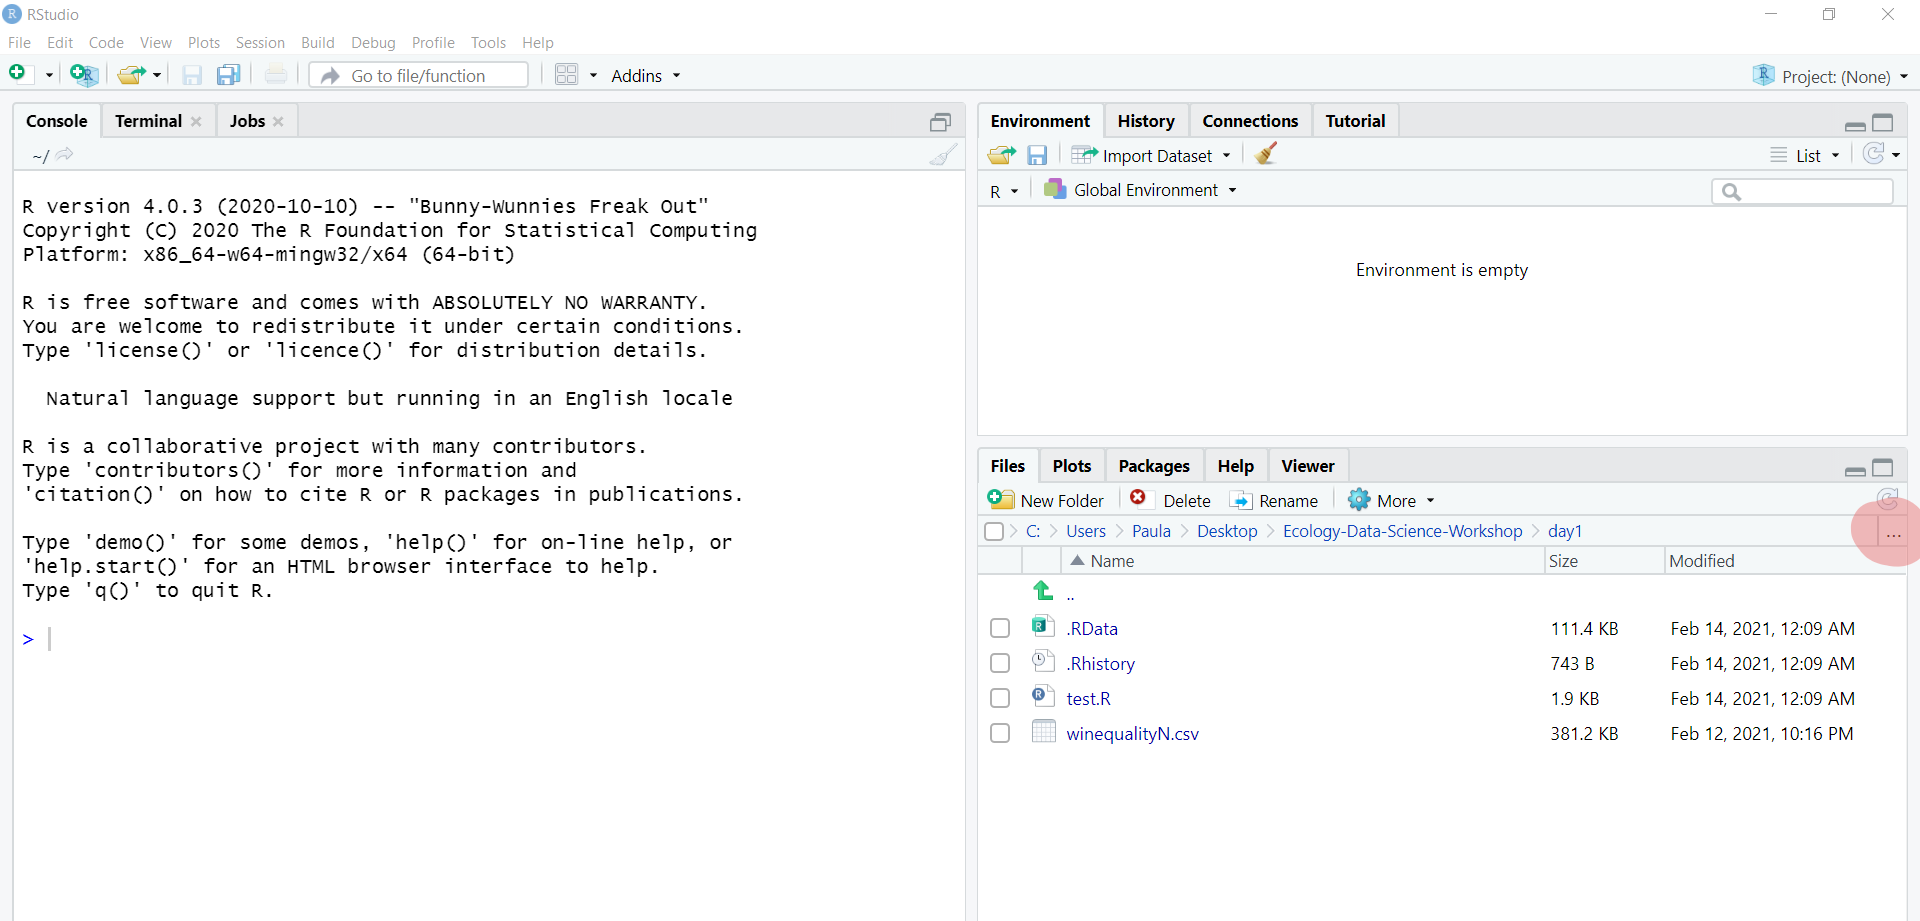 RStudio
File Edit Code View Plots Session Build Debug Profile Tools Help
Go to file/function Addins Project: (None)
Console Terminal Jobs
~/
R version 4.0.3 (2020-10-10) -- "Bunny-Wunnies Freak Out"
Copyright (C) 2020 The R Foundation for Statistical Computing
Platform: x86_64-w64-mingw32/x64 (64-bit)
R is free software and comes with ABSOLUTELY NO WARRANTY.
You are welcome to redistribute it under certain conditions.
Type 'license()' or 'licence()' for distribution details.
Natural language support but running in an English locale
R is a collaborative project with many contributors.
Type 'contributors()' for more information and
'citation()' on how to cite R or R packages in publications.
Type 'demo()' for some demos, 'help()' for on-line help, or
'help.start()' for an HTML browser interface to help.
Type 'q()' to quit R.
>
Environment History Connections Tutorial
Import Dataset List
R Global Environment
Environment is empty
Files Plots Packages Help Viewer
New Folder Delete Rename More
C: Users Paula Desktop Ecology-Data-Science-Workshop day1 ...
Name Size Modified
..
.RData 111.4 KB Feb 14, 2021, 12:09 AM
.Rhistory 743 B Feb 14, 2021, 12:09 AM
test.R 1.9 KB Feb 14, 2021, 12:09 AM
winequalityN.csv 381.2 KB Feb 12, 2021, 10:16 PM